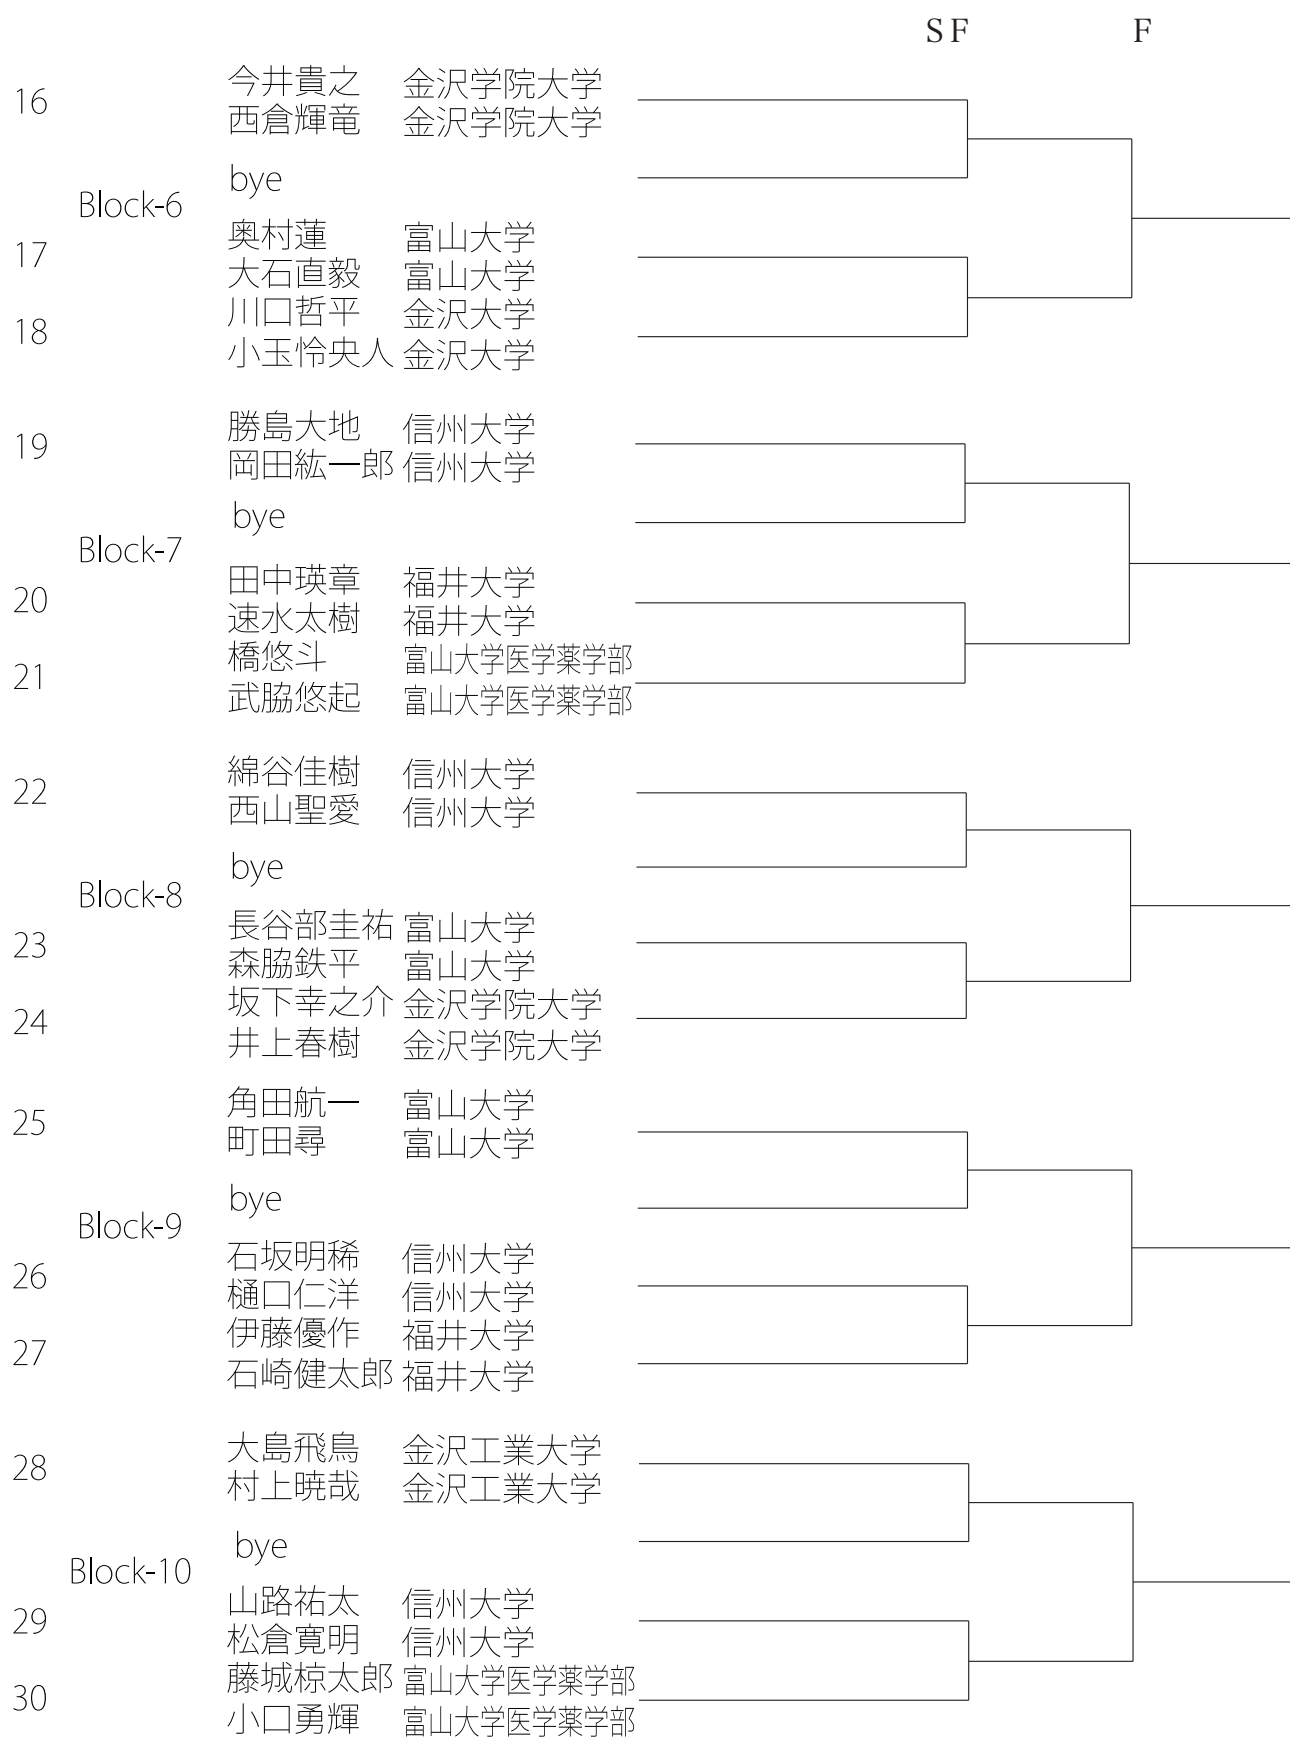 SF F
16 今井貴之 金沢学院大学
西倉輝竜 金沢学院大学
bye
Block-6
奥村蓮 富山大学
17
大石直毅 富山大学
川口哲平 金沢大学
18
小玉怜央人 金沢大学
勝島大地 信州大学
19
岡田紘一郎 信州大学
bye
Block-7
田中瑛章 福井大学
20
速水太樹 福井大学
橋悠斗 富山大学医学薬学部
21
武脇悠起 富山大学医学薬学部
綿谷佳樹 信州大学
22
西山聖愛 信州大学
bye
Block-8
長谷部圭祐 富山大学
23
森脇鉄平 富山大学
坂下幸之介 金沢学院大学
24
井上春樹 金沢学院大学
角田航一 富山大学
25
町田尋 富山大学
bye
Block-9
石坂明稀 信州大学
26
樋口仁洋 信州大学
伊藤優作 福井大学
27
石崎健太郎 福井大学
大島飛鳥 金沢工業大学
28
村上暁哉 金沢工業大学
bye
Block-10
山路祐太 信州大学
29
松倉寛明 信州大学
藤城椋太郎 富山大学医学薬学部
30
小口勇輝 富山大学医学薬学部